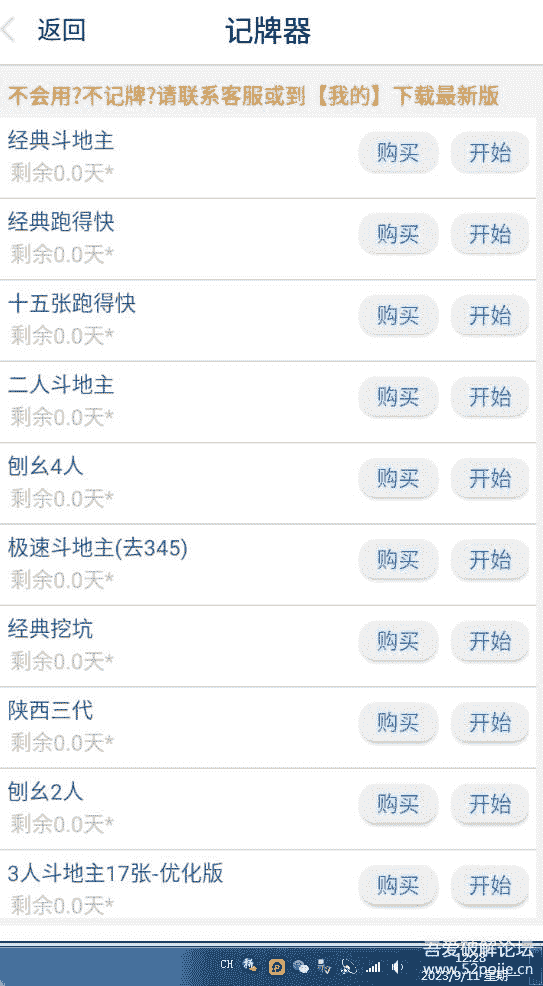 返回
记牌器
不会用?不记牌?请联系客服或到【我的】下载最新版
经典斗地主
剩余0.0天*
购买
开始
经典跑得快
剩余0.0天*
购买
开始
十五张跑得快
剩余0.0天*
购买
开始
二人斗地主
剩余0.0天*
购买
开始
刨幺4人
剩余0.0天*
购买
开始
极速斗地主(去345)
剩余0.0天*
购买
开始
经典挖坑
剩余0.0天*
购买
开始
陕西三代
剩余0.0天*
购买
开始
刨幺2人
剩余0.0天*
购买
开始
3人斗地主17张-优化版
剩余0.0天*
购买
开始
CH
吾爱破解论坛
12:28
www.52pojie.cn
2023/9/11 星期